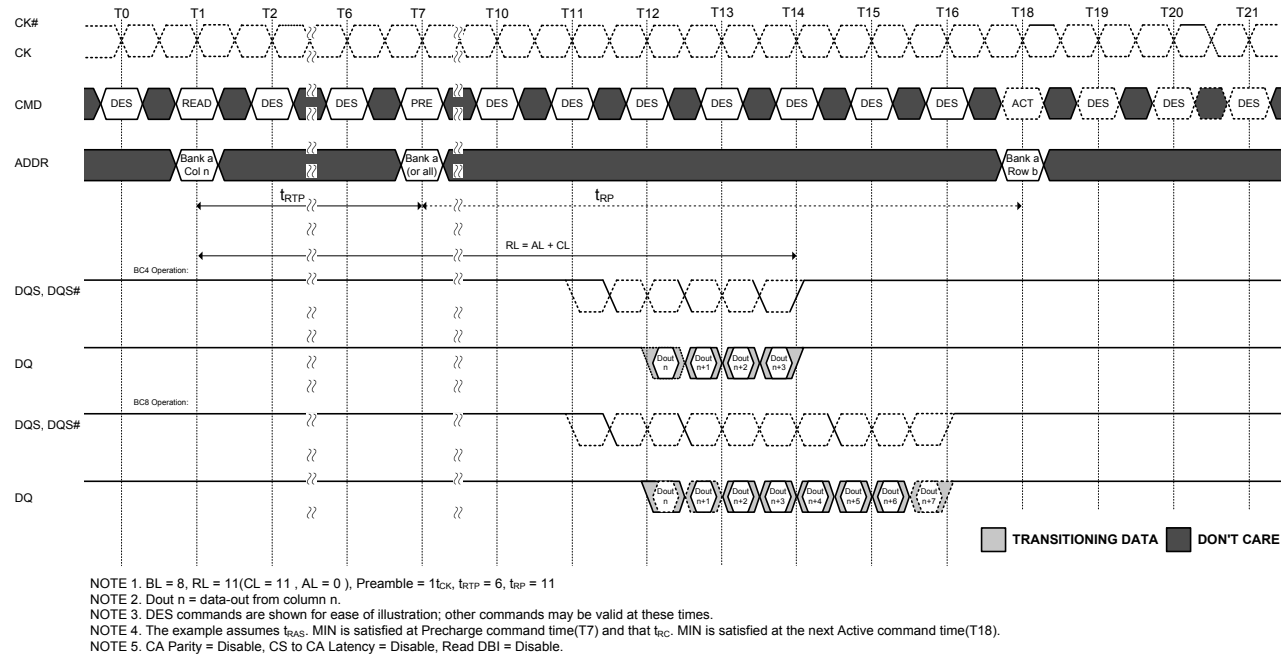 T0 T1 T2 T6 T7 T10 T11 T12 T13 T14 T15 T16 T18 T19 T20 T21
CK#
CK
CMD DES READ DES DES PRE DES DES DES DES DES DES DES ACT DES DES DES
ADDR Bank a Col n Bank a (or all) Bank a Row b
tRTP tRP
RL = AL + CL
BC4 Operation:
DQS, DQS#
DQ Dout n Dout n+1 Dout n+2 Dout n+3
BC8 Operation:
DQS, DQS#
DQ Dout n Dout n+1 Dout n+2 Dout n+3 Dout n+4 Dout n+5 Dout n+6 Dout n+7
TRANSITIONING DATA DON'T CARE
NOTE 1. BL = 8, RL = 11(CL = 11 , AL = 0 ), Preamble = 1tCK, tRTP = 6, tRP = 11
NOTE 2. Dout n = data-out from column n.
NOTE 3. DES commands are shown for ease of illustration; other commands may be valid at these times.
NOTE 4. The example assumes tRAS. MIN is satisfied at Precharge command time(T7) and that tRC. MIN is satisfied at the next Active command time(T18).
NOTE 5. CA Parity = Disable, CS to CA Latency = Disable, Read DBI = Disable.